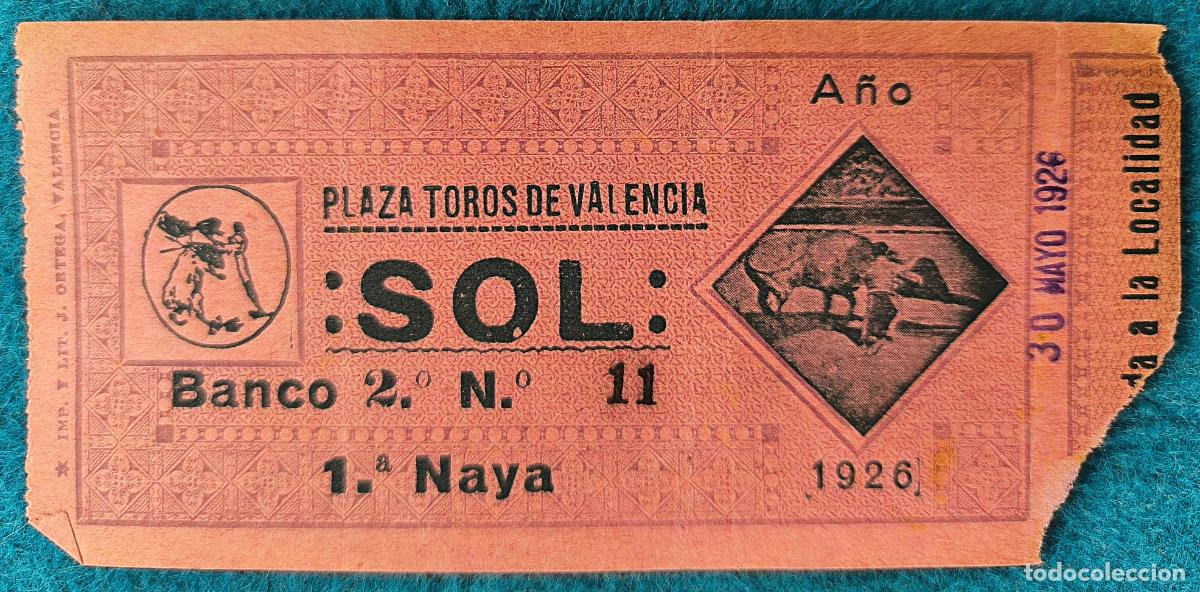 PLAZA TOROS DE VALENCIA
:SOL:
Banco 2.º N.º 11
1.ª Naya
Año
1926
30 MAYO 1926
da a la Localidad
IMP. Y LIT. J. ORTEGA, VALENCIA
todocoleccion